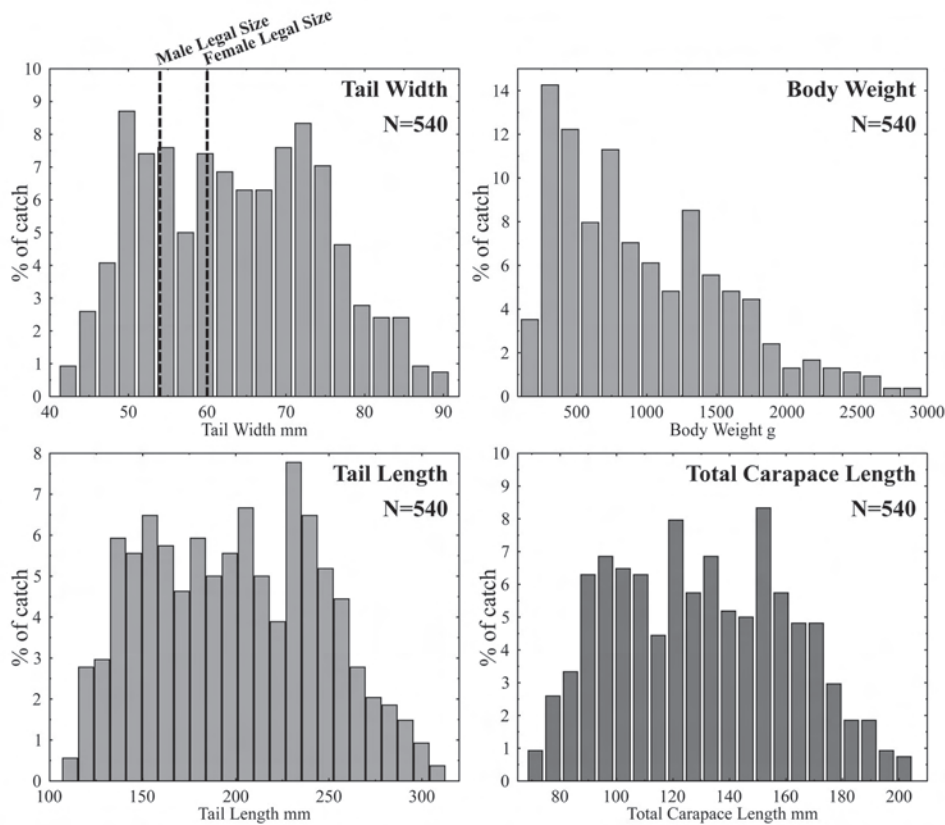 Male Legal Size
Female Legal Size
Tail Width
N=540
% of catch
10
9
8
7
6
5
4
3
2
1
0
40 50 60 70 80 90
Tail Width mm
Body Weight
N=540
% of catch
14
12
10
8
6
4
2
0
500 1000 1500 2000 2500 3000
Body Weight g
Tail Length
N=540
% of catch
8
7
6
5
4
3
2
1
0
100 150 200 250 300
Tail Length mm
Total Carapace Length
N=540
% of catch
10
9
8
7
6
5
4
3
2
1
0
80 100 120 140 160 180 200
Total Carapace Length mm